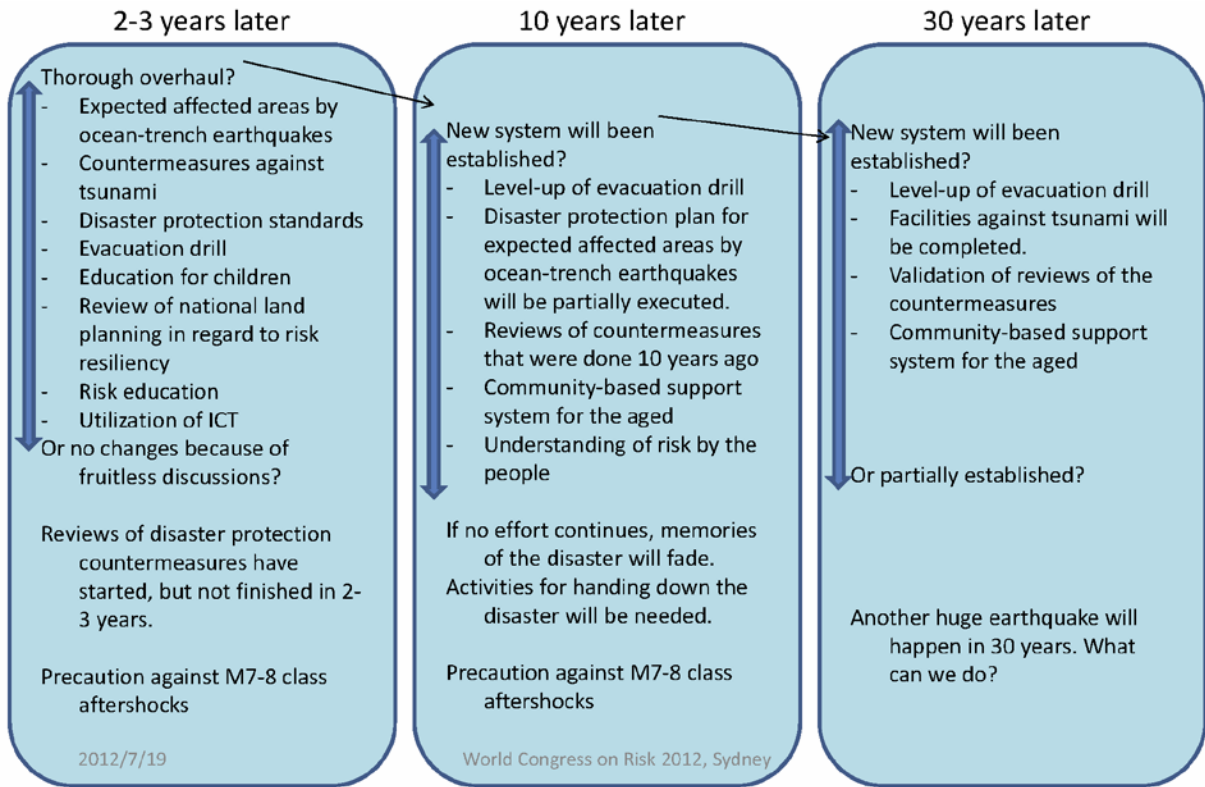 2-3 years later
Thorough overhaul?
- Expected affected areas by
ocean-trench earthquakes
- Countermeasures against
tsunami
- Disaster protection standards
- Evacuation drill
- Education for children
- Review of national land
planning in regard to risk
resiliency
- Risk education
- Utilization of ICT
Or no changes because of
fruitless discussions?
Reviews of disaster protection
countermeasures have
started, but not finished in 2-
3 years.
Precaution against M7-8 class
aftershocks
2012/7/19
10 years later
New system will been
established?
- Level-up of evacuation drill
- Disaster protection plan for
expected affected areas by
ocean-trench earthquakes
will be partially executed.
- Reviews of countermeasures
that were done 10 years ago
- Community-based support
system for the aged
- Understanding of risk by the
people
If no effort continues, memories
of the disaster will fade.
Activities for handing down the
disaster will be needed.
Precaution against M7-8 class
aftershocks
World Congress on Risk 2012, Sydney
30 years later
New system will been
established?
- Level-up of evacuation drill
- Facilities against tsunami will
be completed.
- Validation of reviews of the
countermeasures
- Community-based support
system for the aged
Or partially established?
Another huge earthquake will
happen in 30 years. What
can we do?